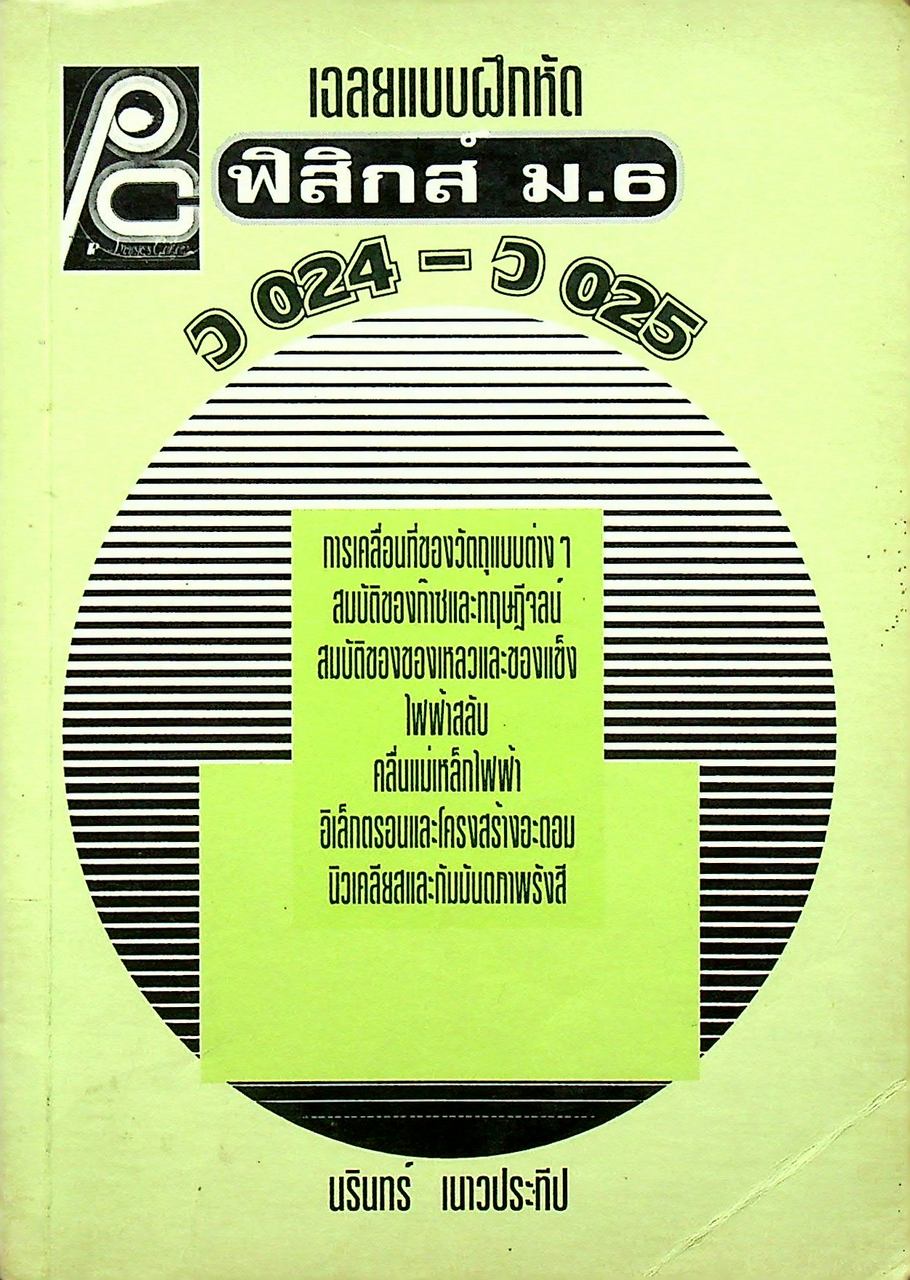 เฉลยแบบฝึกหัด
PC
ฟิสิกส์ ม.6
ว 024 - ว 025
การเคลื่อนที่ของวัตถุแบบต่าง ๆ
สมบัติของก๊าซและทฤษฎีจลน์
สมบัติของของเหลวและของแข็ง
ไฟฟ้าสลับ
คลื่นแม่เหล็กไฟฟ้า
อิเล็กตรอนและโครงสร้างอะตอม
นิวเคลียสและกัมมันตภาพรังสี
นรินทร์ เนาวประทีป